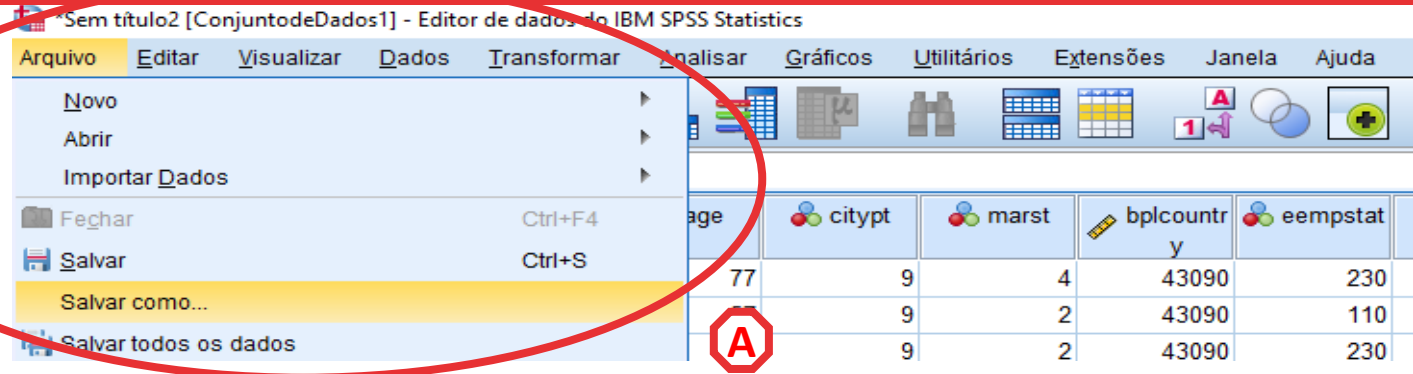 *Sem título2 [ConjuntodeDados1] - Editor de dados do IBM SPSS Statistics
Arquivo Editar Visualizar Dados Transformar Analisar Gráficos Utilitários Extensões Janela Ajuda
Novo
Abrir
Importar Dados
Fechar Ctrl+F4
Salvar Ctrl+S
Salvar como...
Salvar todos os dados
µ
A
1
age citypt marst bplcountr eempstat
y
77 9 4 43090 230
9 2 43090 110
9 2 43090 230
A